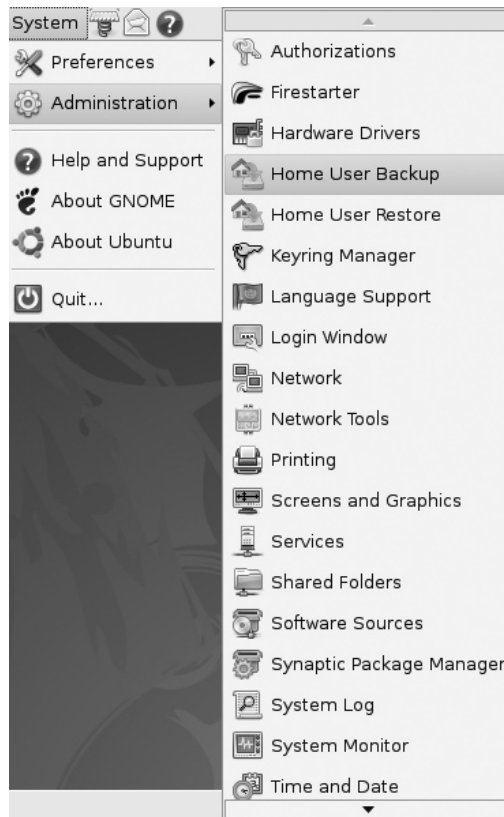 System
Preferences
Administration
Help and Support
About GNOME
About Ubuntu
Quit...
Authorizations
Firestarter
Hardware Drivers
Home User Backup
Home User Restore
Keyring Manager
Language Support
Login Window
Network
Network Tools
Printing
Screens and Graphics
Services
Shared Folders
Software Sources
Synaptic Package Manager
System Log
System Monitor
Time and Date